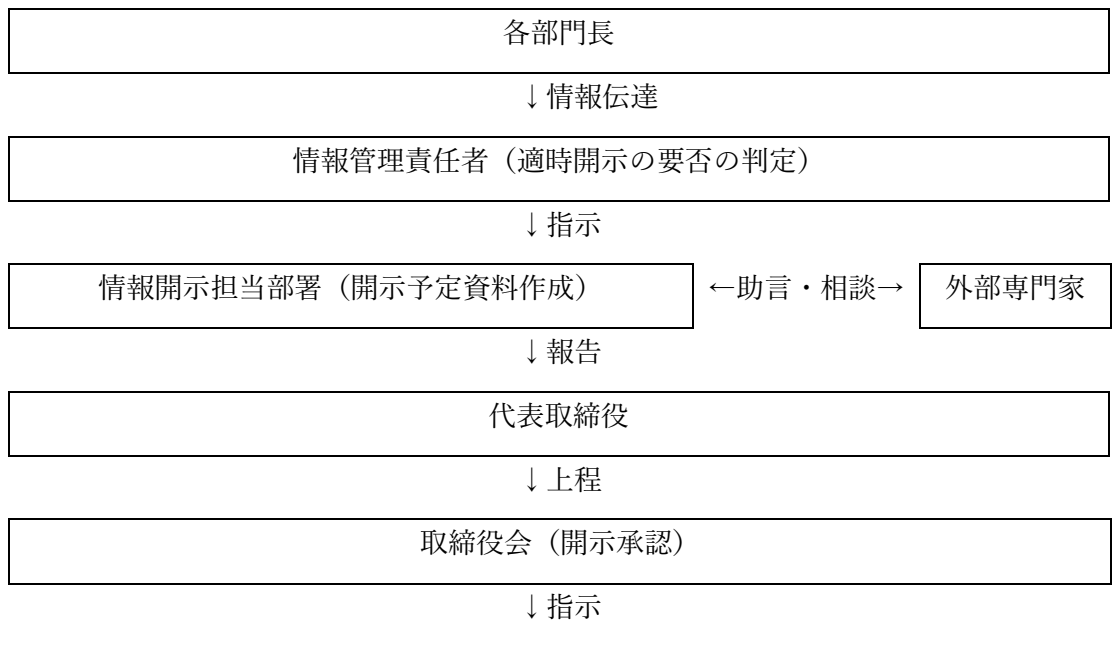 各部門長
↓情報伝達
情報管理責任者（適時開示の要否の判定）
↓指示
情報開示担当部署（開示予定資料作成） ←助言・相談→ 外部専門家
↓報告
代表取締役
↓上程
取締役会（開示承認）
↓指示